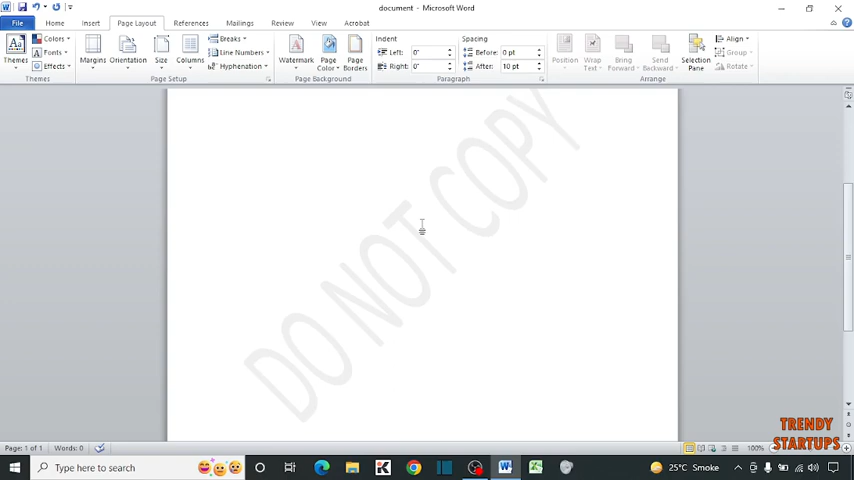 document - Microsoft Word
File Home Insert Page Layout References Mailings Review View Acrobat
Themes Colors Fonts Effects Themes
Margins Orientation Size Columns Breaks Line Numbers Hyphenation Page Setup
Watermark Page Color Page Borders Page Background
Indent Left: 0" Right: 0" Spacing Before: 0 pt After: 10 pt Paragraph
Position Wrap Text Bring Forward Send Backward Selection Pane Align Group Rotate Arrange
DO NOT COPY
TRENDY
STARTUPS
Page: 1 of 1 Words: 0 100%
Type here to search 25°C Smoke